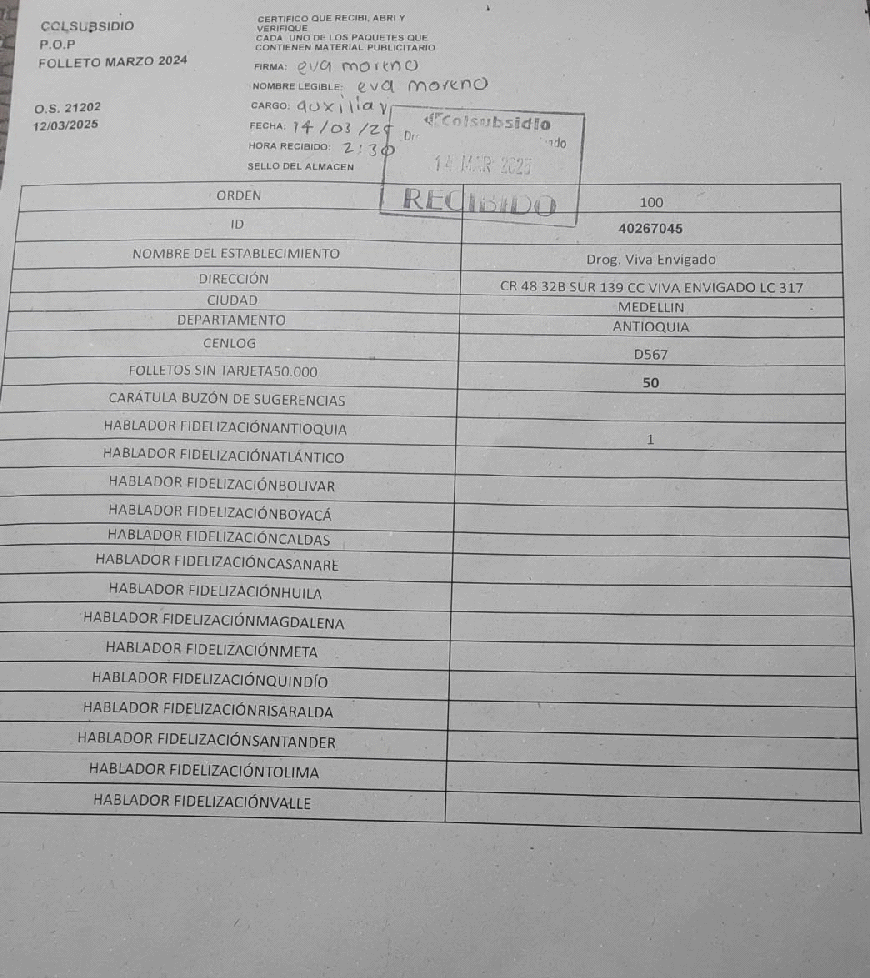 COLSUBSIDIO
P.O.P
FOLLETO MARZO 2024
O.S. 21202
12/03/2025
CERTIFICO QUE RECIBI, ABRI Y
VERIFIQUE
CADA UNO DE LOS PAQUETES QUE
CONTIENEN MATERIAL PUBLICITARIO
FIRMA: eva moreno
NOMBRE LEGIBLE: eva moreno
CARGO: auxiliar
FECHA: 14/03/25
HORA RECIBIDO: 2:30
SELLO DEL ALMACEN
Colsubsidio
14 MAR 2025
RECIBIDO
ORDEN 100
ID 40267045
NOMBRE DEL ESTABLECIMIENTO Drog. Viva Envigado
DIRECCIÓN CR 48 32B SUR 139 CC VIVA ENVIGADO LC 317
CIUDAD MEDELLIN
DEPARTAMENTO ANTIOQUIA
CENLOG D567
FOLLETOS SIN TARJETA50.000 50
CARÁTULA BUZÓN DE SUGERENCIAS
HABLADOR FIDELIZACIÓNANTIOQUIA 1
HABLADOR FIDELIZACIÓNATLÁNTICO
HABLADOR FIDELIZACIÓNBOLIVAR
HABLADOR FIDELIZACIÓNBOYACÁ
HABLADOR FIDELIZACIÓNCALDAS
HABLADOR FIDELIZACIÓNCASANARE
HABLADOR FIDELIZACIÓNHUILA
HABLADOR FIDELIZACIÓNMAGDALENA
HABLADOR FIDELIZACIÓNMETA
HABLADOR FIDELIZACIÓNQUINDÍO
HABLADOR FIDELIZACIÓNRISARALDA
HABLADOR FIDELIZACIÓNSANTANDER
HABLADOR FIDELIZACIÓNTOLIMA
HABLADOR FIDELIZACIÓNVALLE